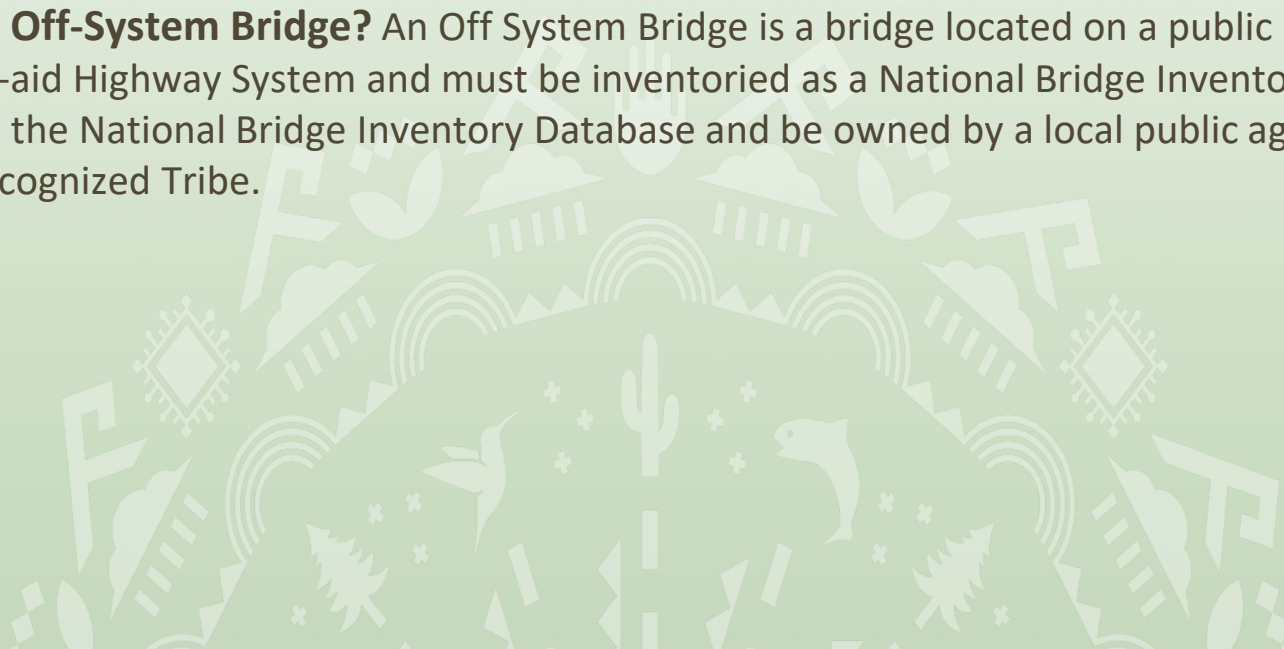 Off-System Bridge? An Off System Bridge is a bridge located on a public
-aid Highway System and must be inventoried as a National Bridge Invento
the National Bridge Inventory Database and be owned by a local public ag
cognized Tribe.